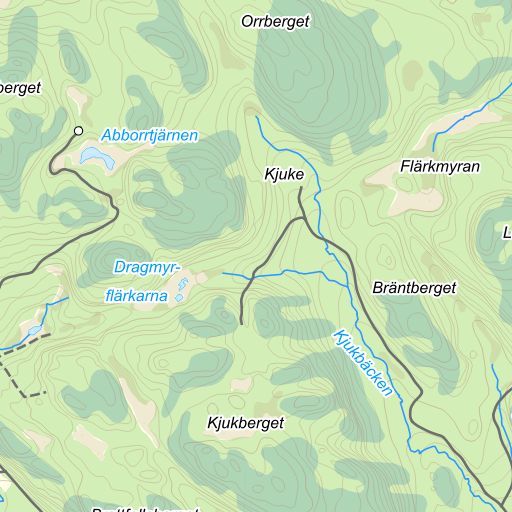 Orrberget
berget
Abborrtjärnen
Kjuke
Flärkmyran
L
Dragmyr-
flärkarna
Bräntberget
Kjukbäcken
Kjukberget